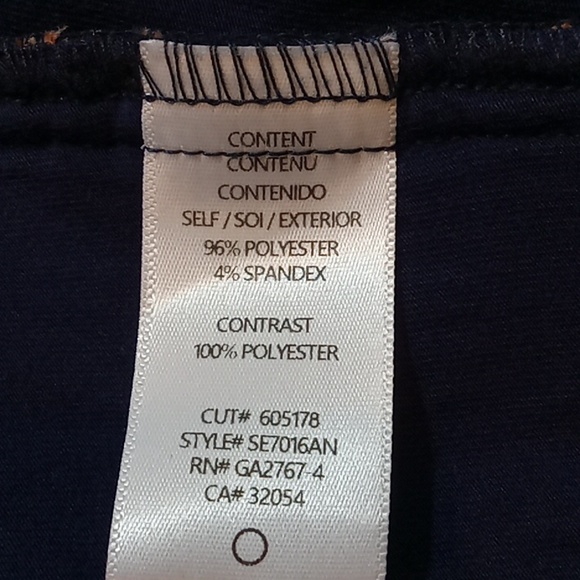 CONTENT
CONTENU
CONTENIDO
SELF / SOI / EXTERIOR
96% POLYESTER
4% SPANDEX
CONTRAST
100% POLYESTER
CUT# 605178
STYLE# SE7016AN
RN# GA2767-4
CA# 32054